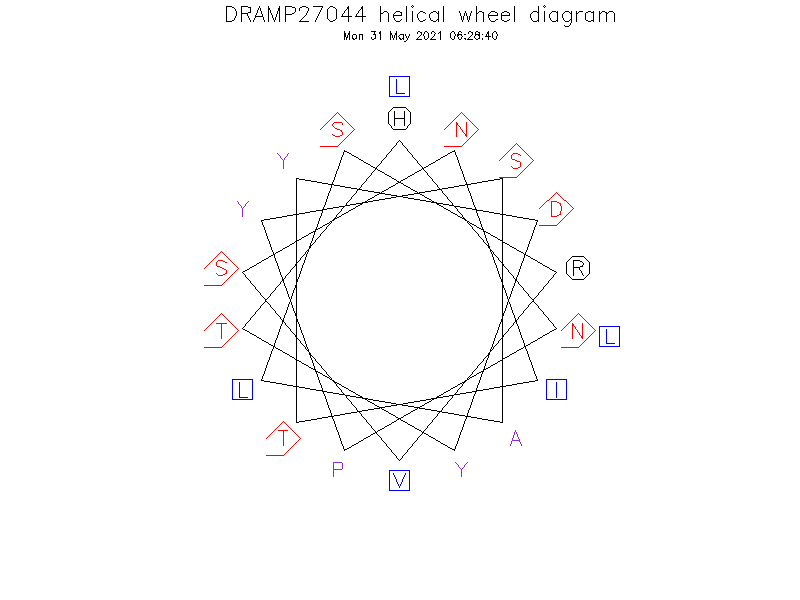 DRAMP27044 helical wheel diagram
Mon 31 May 2021 06:28:40
L
H
S N
Y S
Y D
S R
T N L
L I
T A
P Y
V